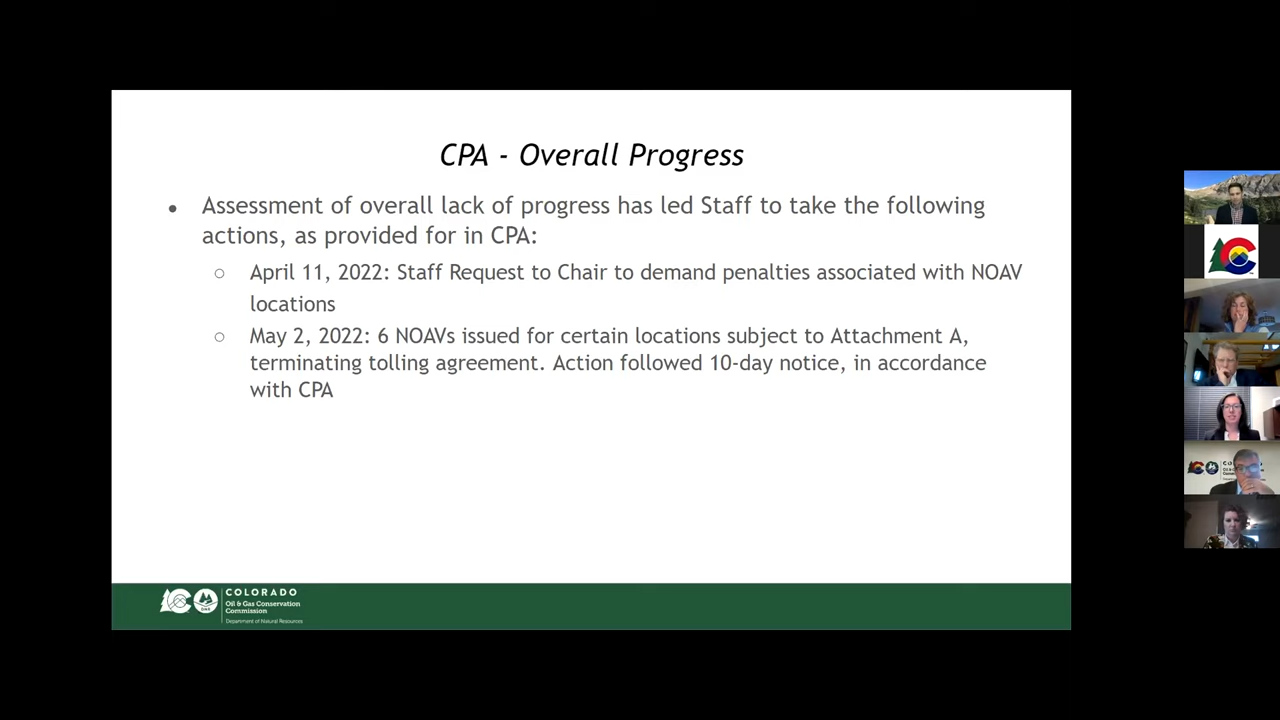 CPA - Overall Progress
● Assessment of overall lack of progress has led Staff to take the following
actions, as provided for in CPA:
○ April 11, 2022: Staff Request to Chair to demand penalties associated with NOAV
locations
○ May 2, 2022: 6 NOAVs issued for certain locations subject to Attachment A,
terminating tolling agreement. Action followed 10-day notice, in accordance
with CPA
COLORADO
Oil & Gas Conservation
Commission
Department of Natural Resources